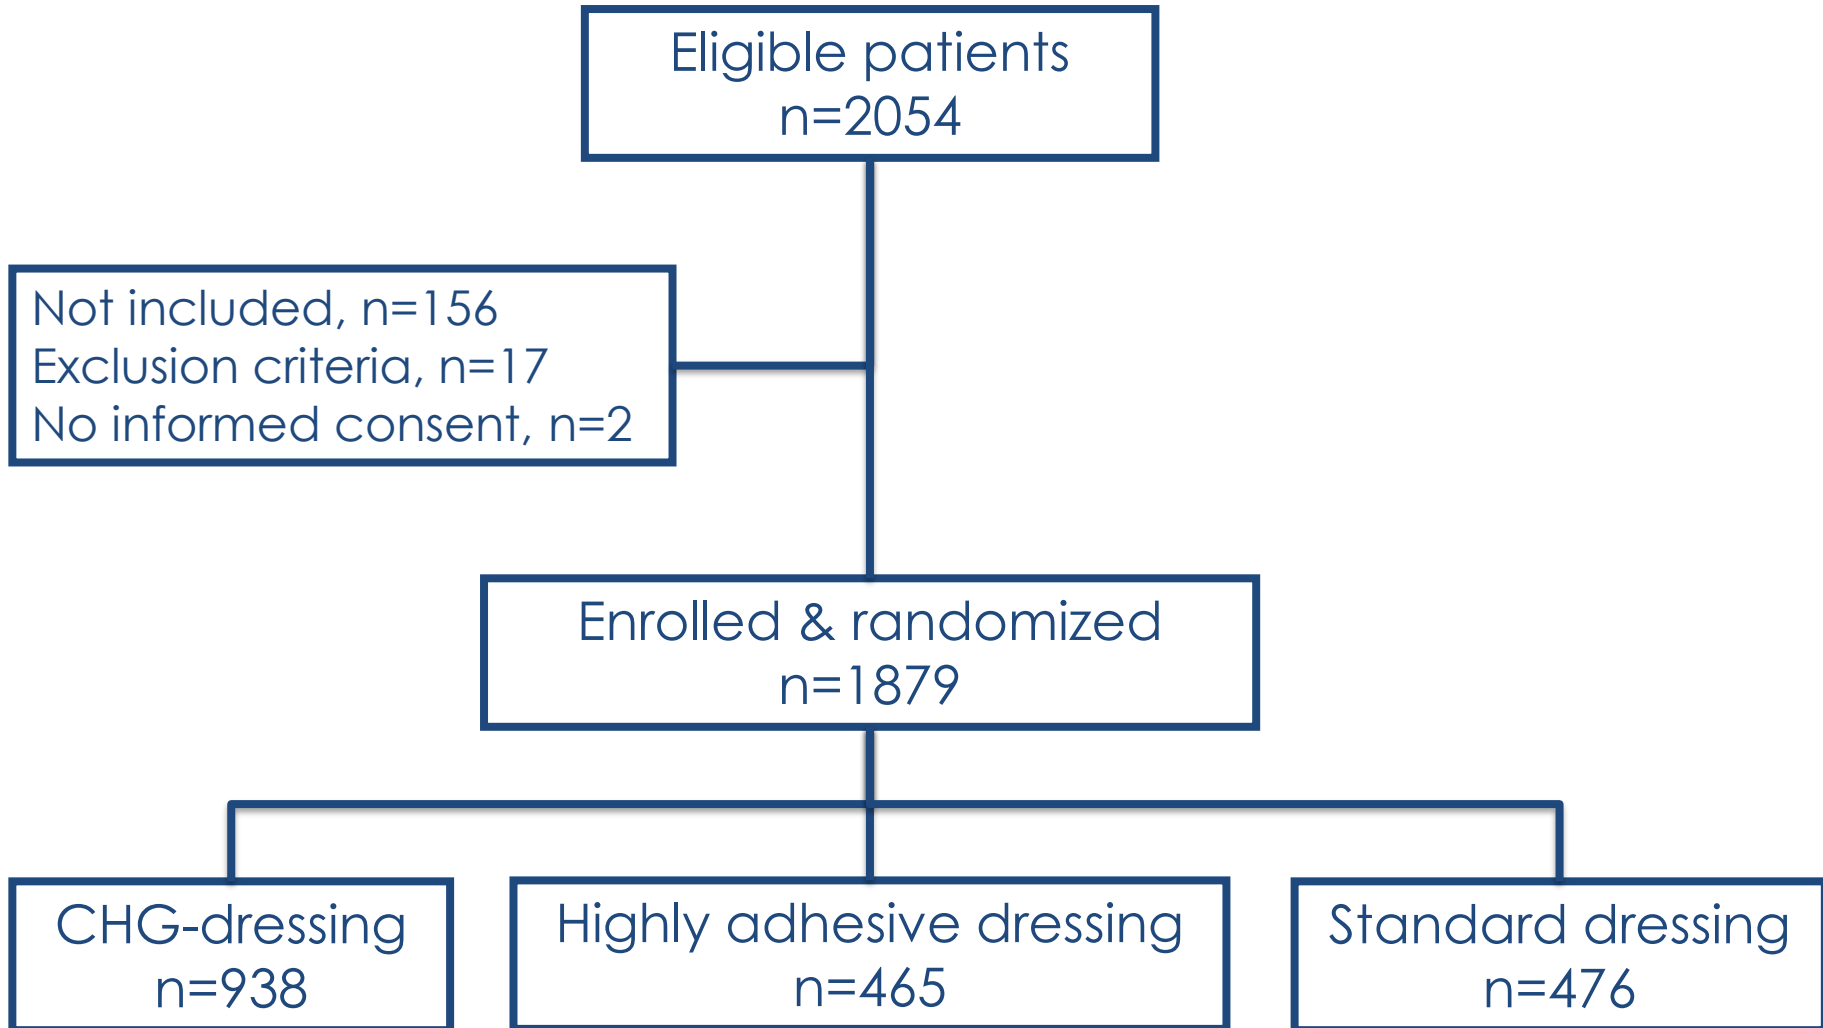 Eligible patients
n=2054
Not included, n=156
Exclusion criteria, n=17
No informed consent, n=2
Enrolled & randomized
n=1879
CHG-dressing
n=938
Highly adhesive dressing
n=465
Standard dressing
n=476